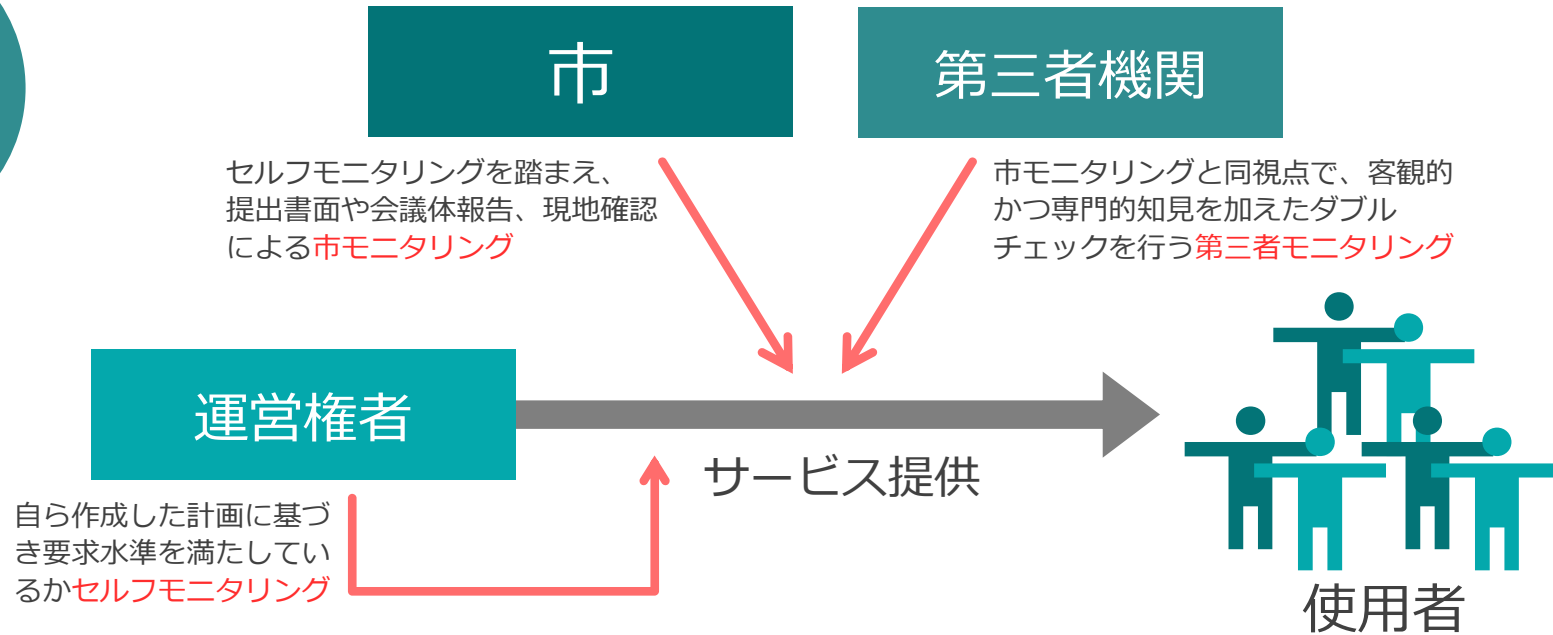 市
第三者機関
セルフモニタリングを踏まえ、
提出書面や会議体報告、現地確認
による市モニタリング
市モニタリングと同視点で、客観的
かつ専門的知見を加えたダブル
チェックを行う第三者モニタリング
運営権者
サービス提供
自ら作成した計画に基づ
き要求水準を満たしてい
るかセルフモニタリング
使用者